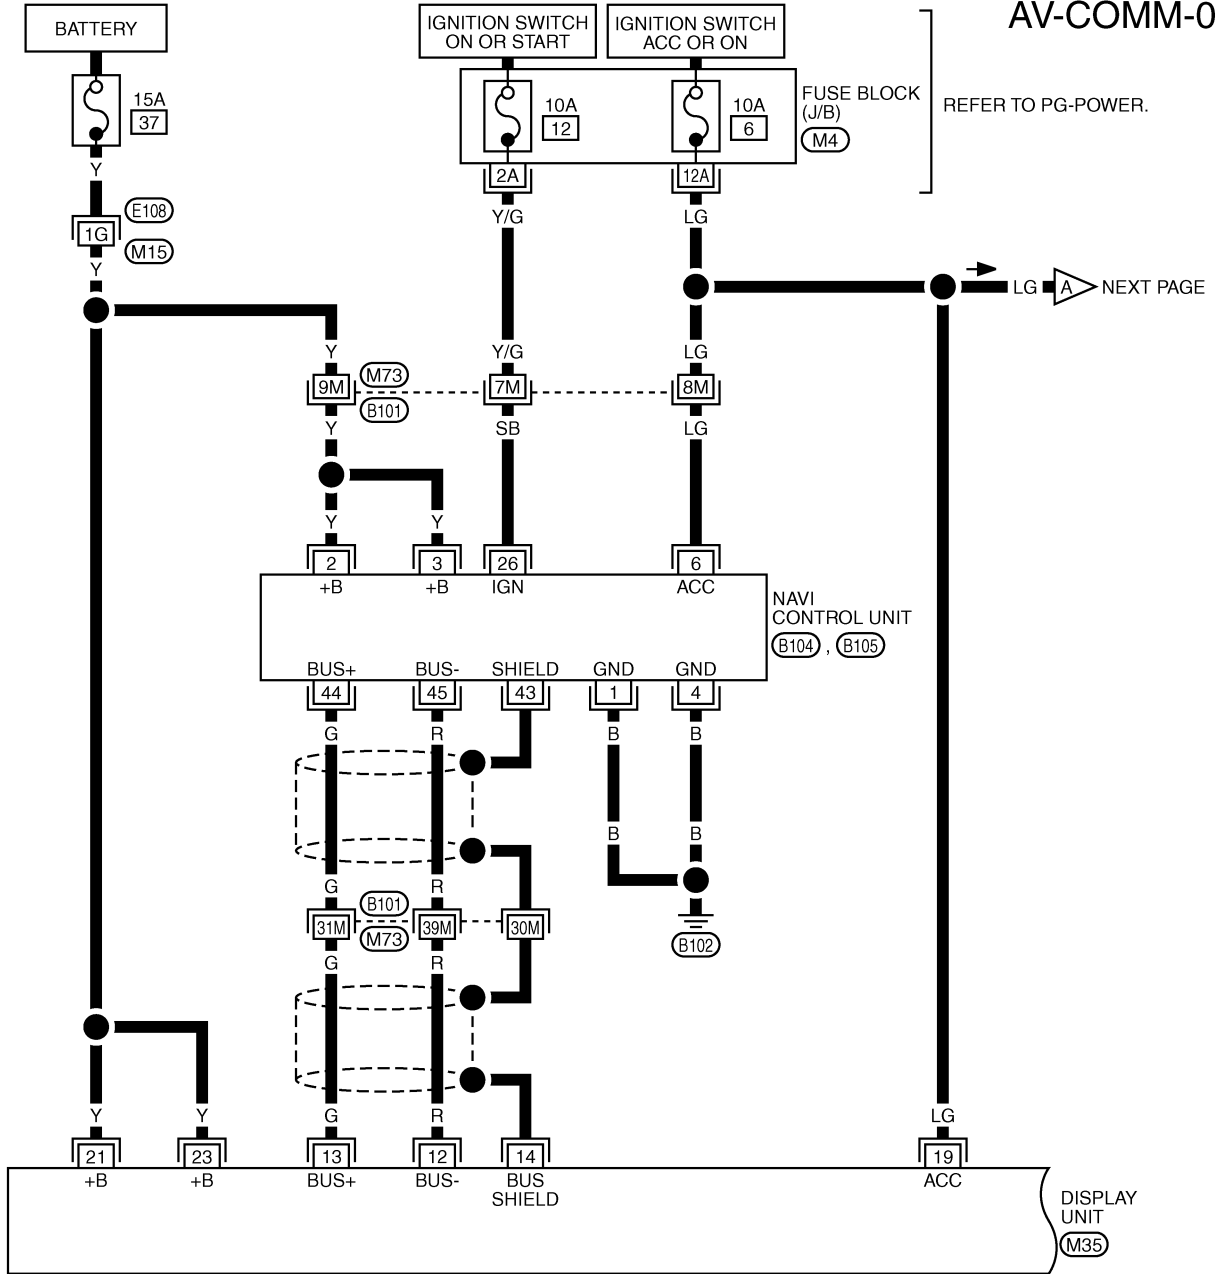 AV-COMM-0
BATTERY
IGNITION SWITCH
ON OR START
IGNITION SWITCH
ACC OR ON
15A
37
10A
12
10A
6
FUSE BLOCK
(J/B)
M4
REFER TO PG-POWER.
Y
2A
12A
E108
1G
M15
Y/G
LG
Y
LG
A
NEXT PAGE
Y
Y/G
LG
9M
M73
7M
8M
B101
Y
SB
LG
Y
Y
2
3
26
6
+B
+B
IGN
ACC
NAVI
CONTROL UNIT
B104 , B105
BUS+
BUS-
SHIELD
GND
GND
44
45
43
1
4
G
R
B
B
B
B
G
R
B101
31M
39M
30M
M73
B102
G
R
Y
Y
G
R
LG
21
23
13
12
14
19
+B
+B
BUS+
BUS-
BUS
SHIELD
ACC
DISPLAY
UNIT
M35